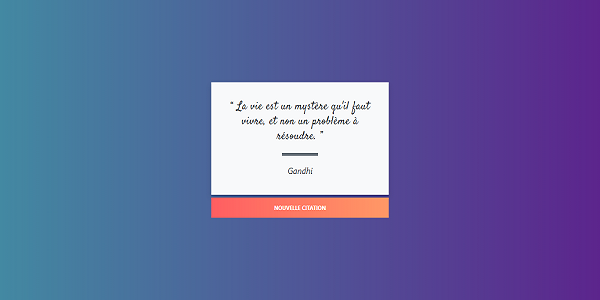 “ La vie est un mystère qu'il faut
vivre, et non un problème à
résoudre. ”
Gandhi
NOUVELLE CITATION